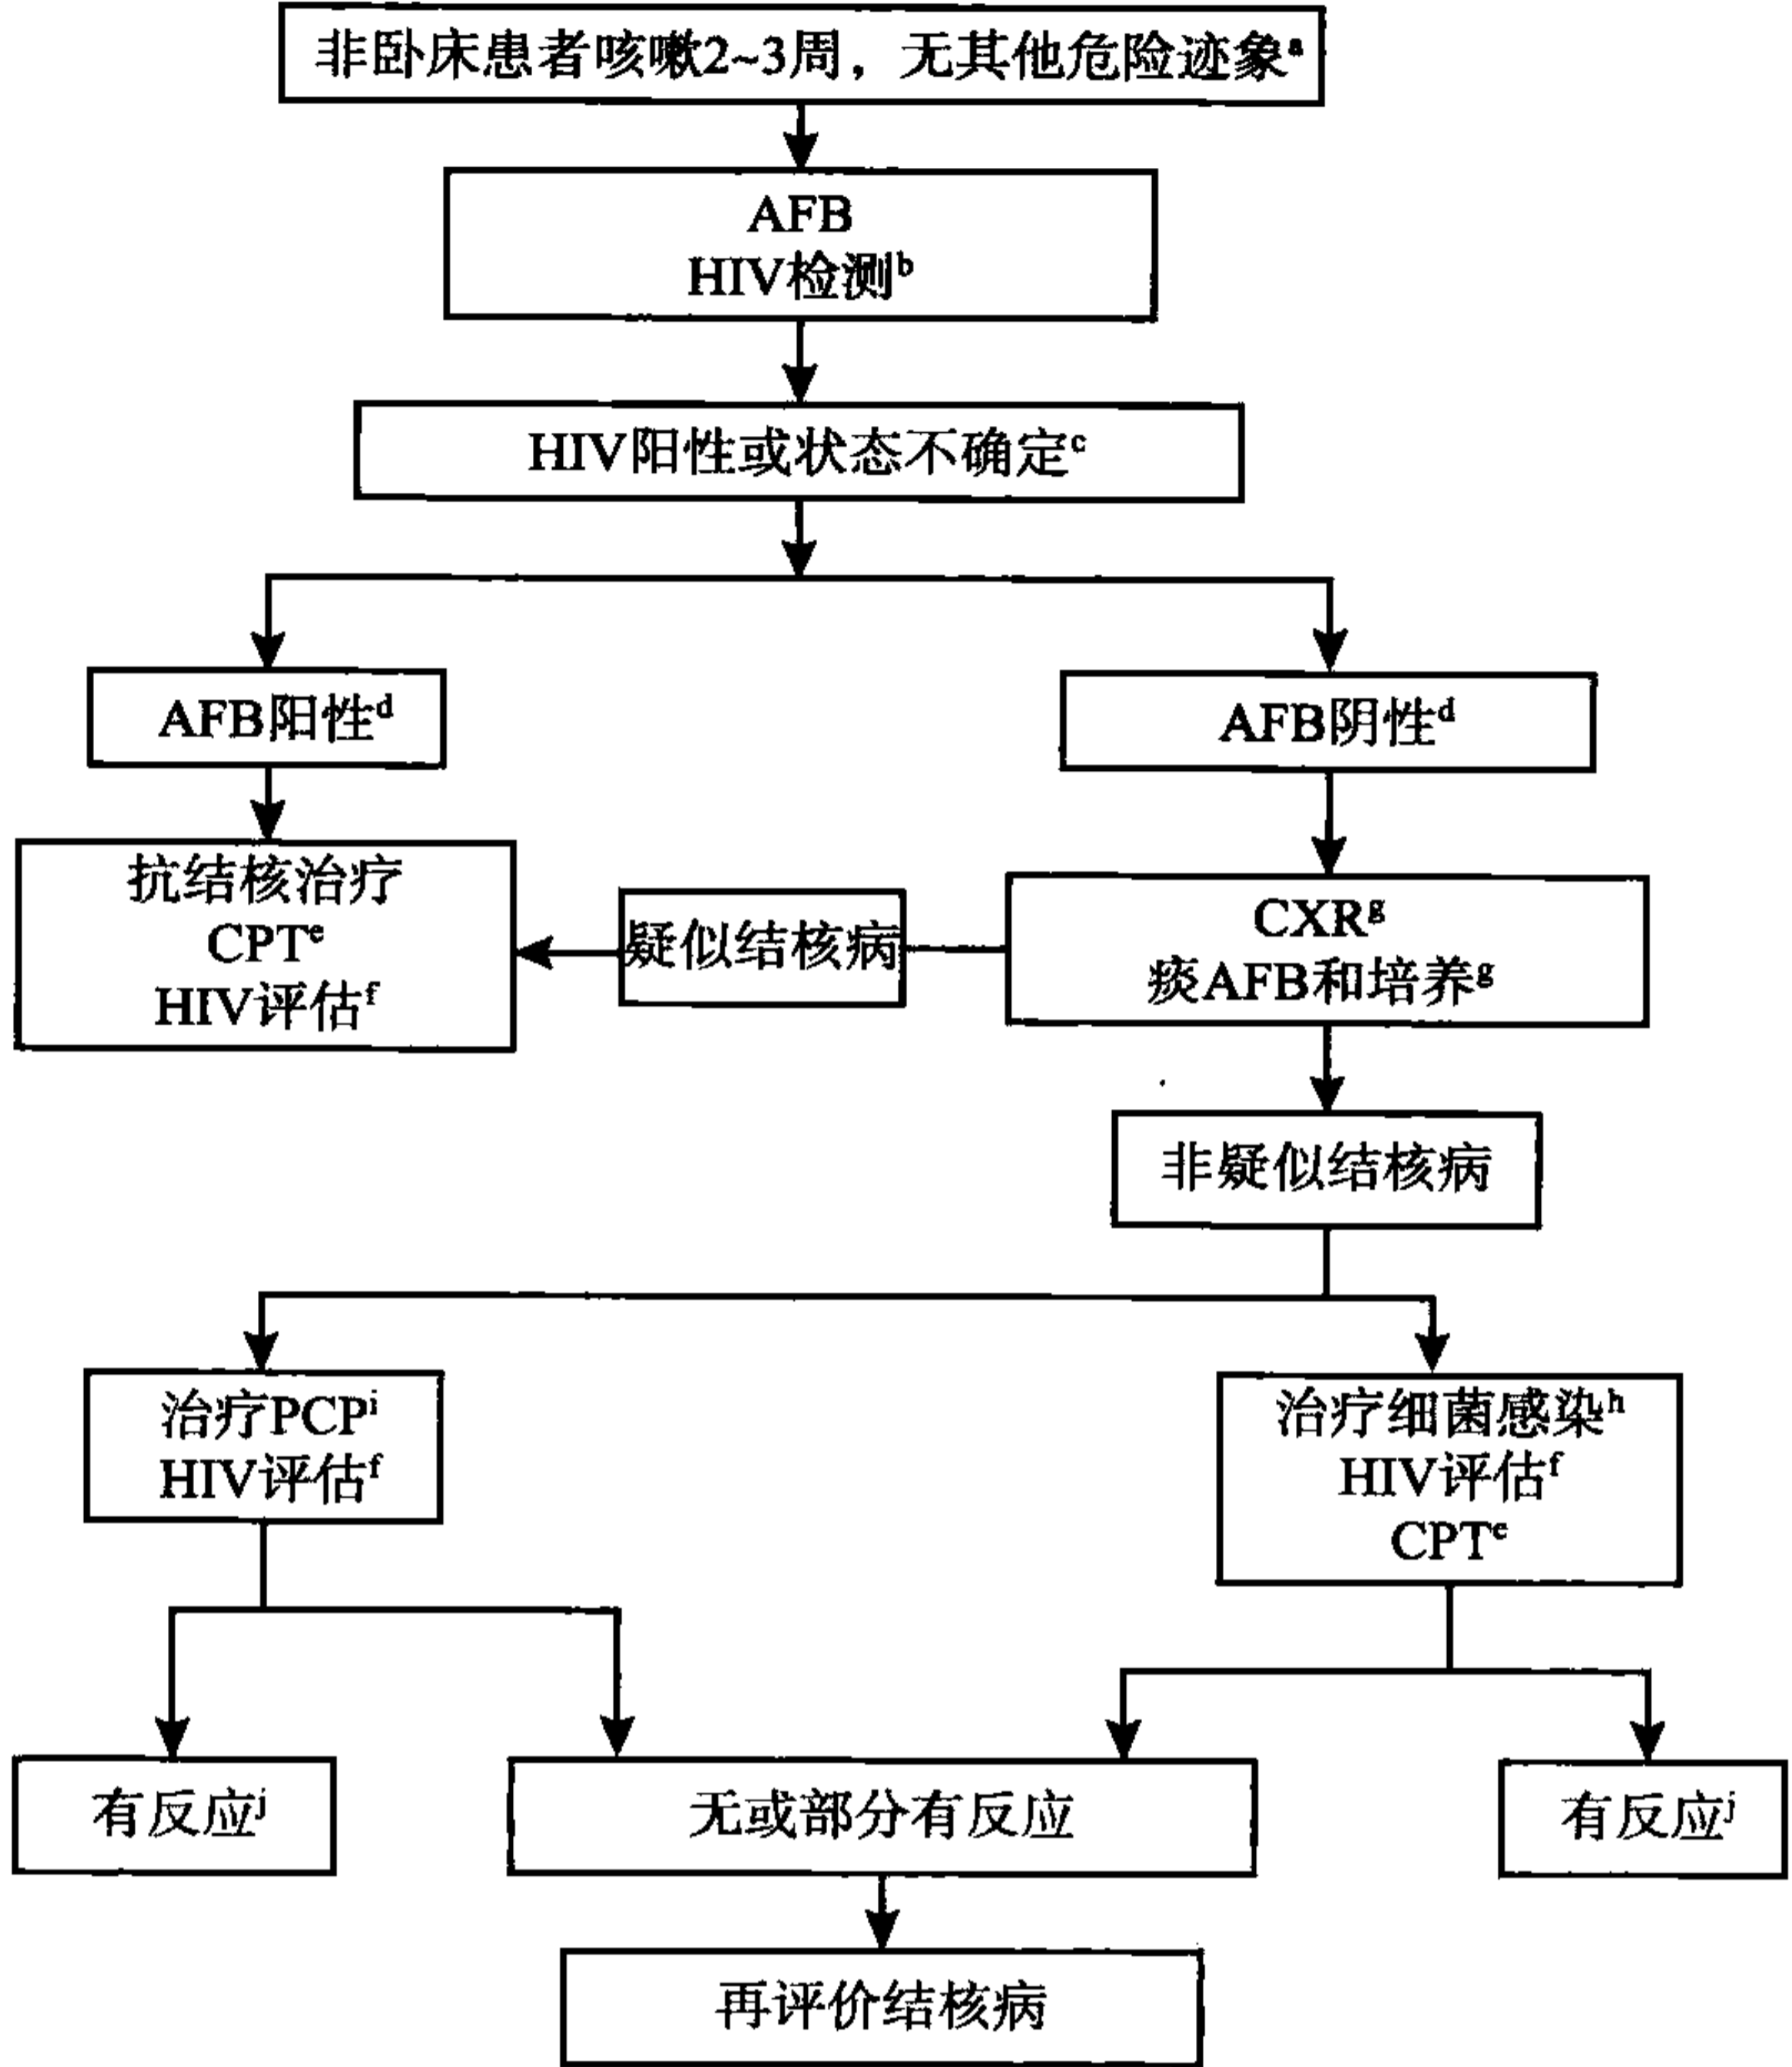 非卧床患者咳嗽2~3周，无其他危险迹象a
AFB
HIV检测b
HIV阳性或状态不确定c
AFB阳性d
AFB阴性d
抗结核治疗
CPTe
HIV评估f
疑似结核病
CXRg
痰AFB和培养g
非疑似结核病
治疗PCPi
HIV评估f
治疗细菌感染h
HIV评估f
CPTe
有反应j
无或部分有反应
有反应j
再评价结核病